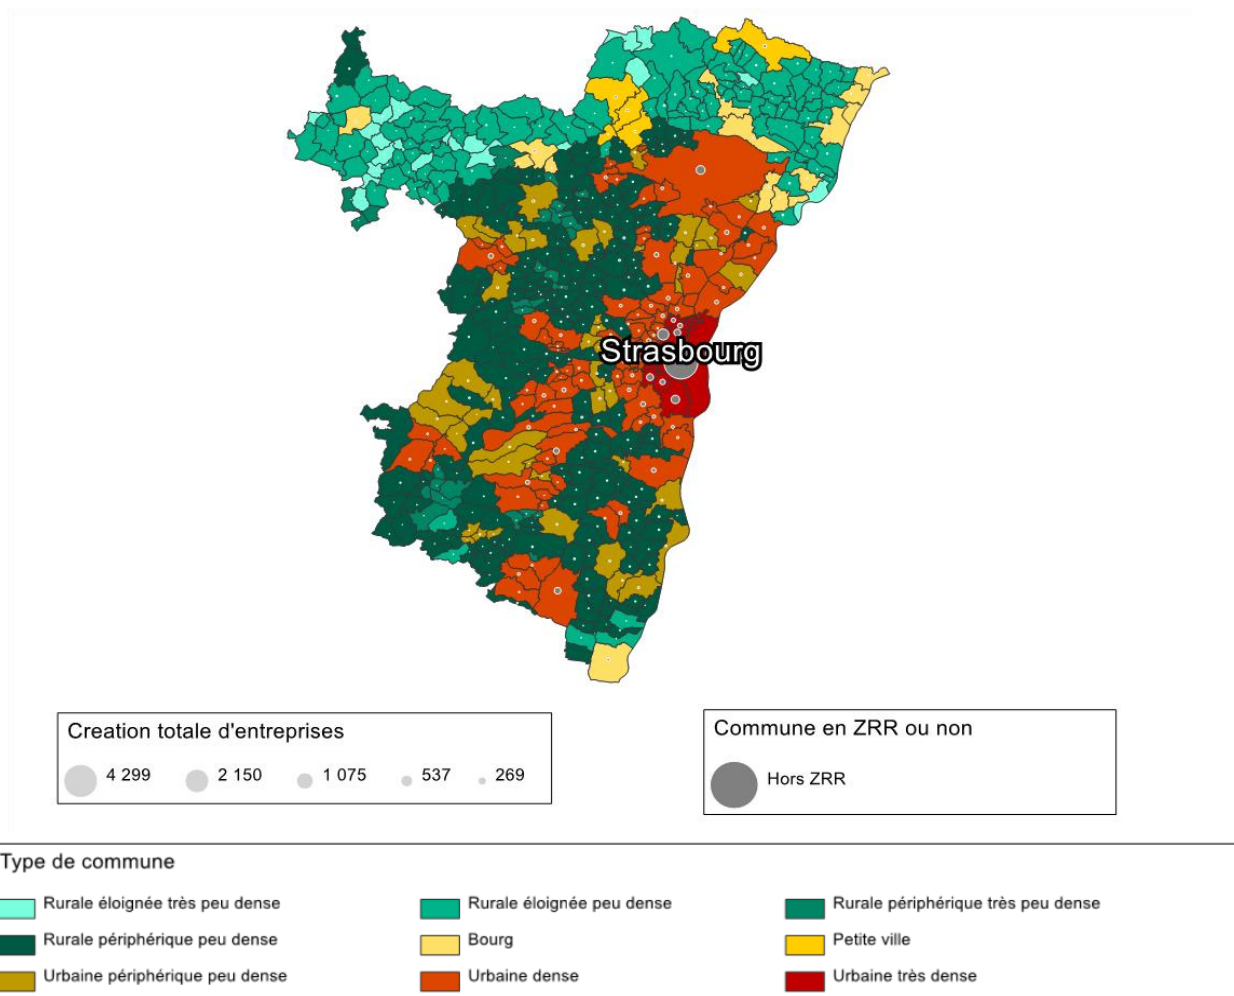 Strasbourg
Creation totale d'entreprises
4 299 2 150 1 075 537 269
Commune en ZRR ou non
Hors ZRR
Type de commune
Rurale éloignée très peu dense Rurale éloignée peu dense Rurale périphérique très peu dense
Rurale périphérique peu dense Bourg Petite ville
Urbaine périphérique peu dense Urbaine dense Urbaine très dense